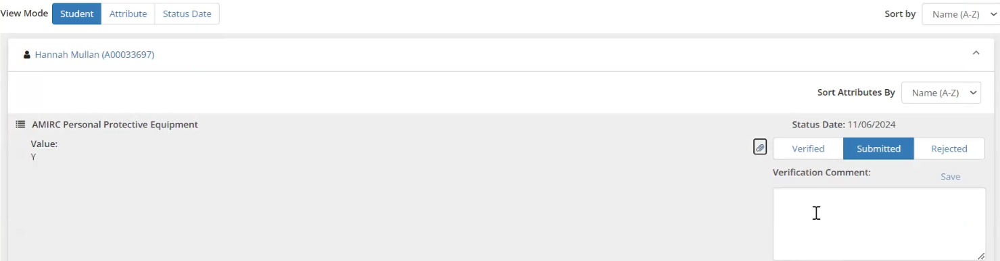 View Mode Student Attribute Status Date Sort by Name (A-Z)
Hannah Mullan (A00033697)
Sort Attributes By Name (A-Z)
AMIRC Personal Protective Equipment Status Date: 11/06/2024
Value:
Y
Verified Submitted Rejected
Verification Comment: Save